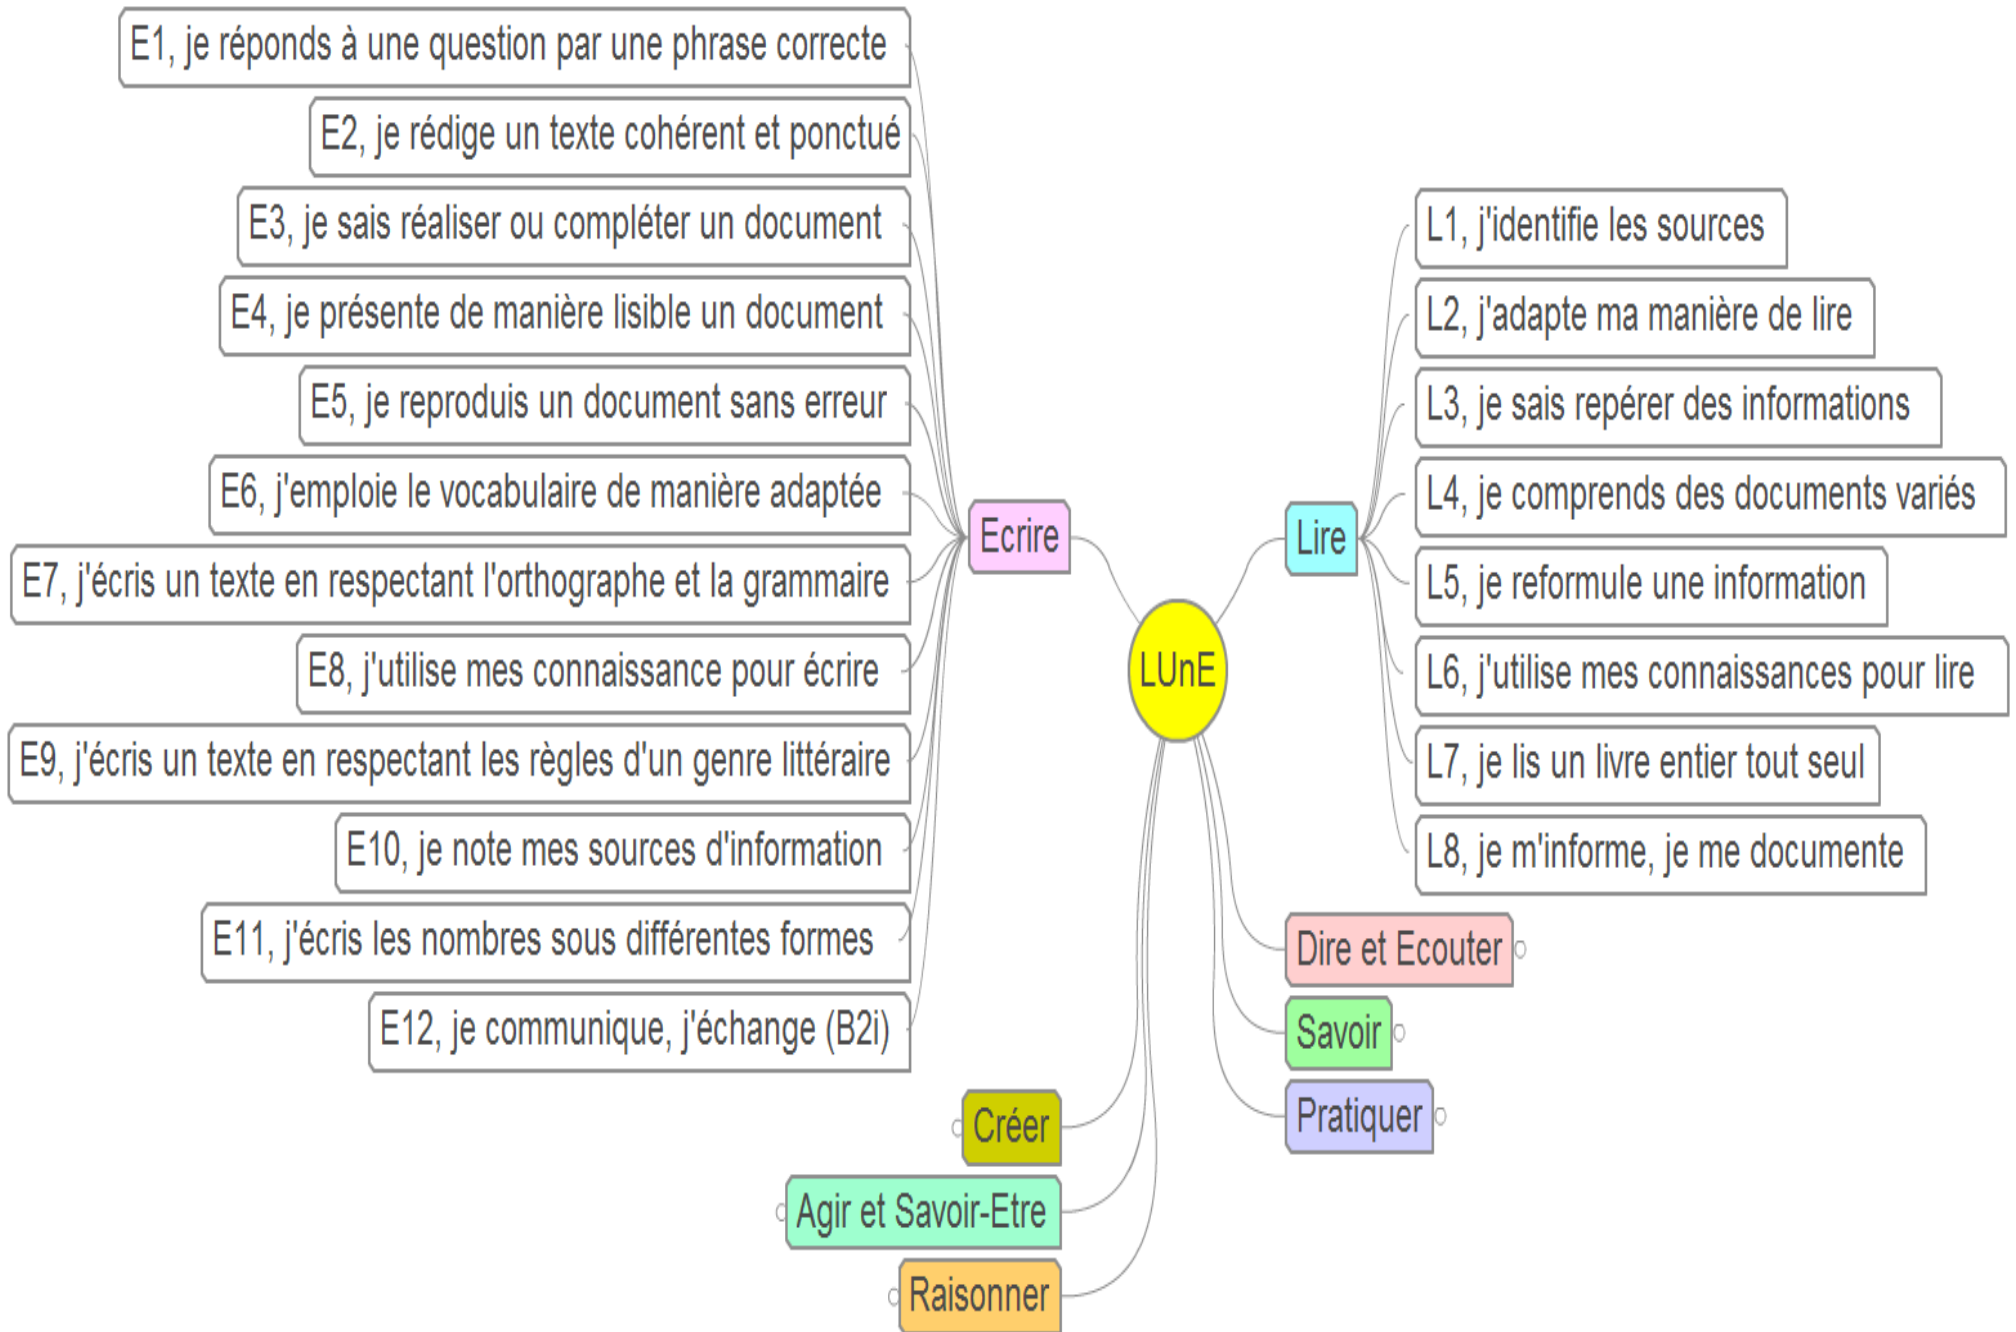 LUnE
Ecrire
E1, je réponds à une question par une phrase correcte
E2, je rédige un texte cohérent et ponctué
E3, je sais réaliser ou compléter un document
E4, je présente de manière lisible un document
E5, je reproduis un document sans erreur
E6, j'emploie le vocabulaire de manière adaptée
E7, j'écris un texte en respectant l'orthographe et la grammaire
E8, j'utilise mes connaissance pour écrire
E9, j'écris un texte en respectant les règles d'un genre littéraire
E10, je note mes sources d'information
E11, j'écris les nombres sous différentes formes
E12, je communique, j'échange (B2i)
Créer
Agir et Savoir-Etre
Raisonner
Lire
L1, j'identifie les sources
L2, j'adapte ma manière de lire
L3, je sais repérer des informations
L4, je comprends des documents variés
L5, je reformule une information
L6, j'utilise mes connaissances pour lire
L7, je lis un livre entier tout seul
L8, je m'informe, je me documente
Dire et Ecouter
Savoir
Pratiquer